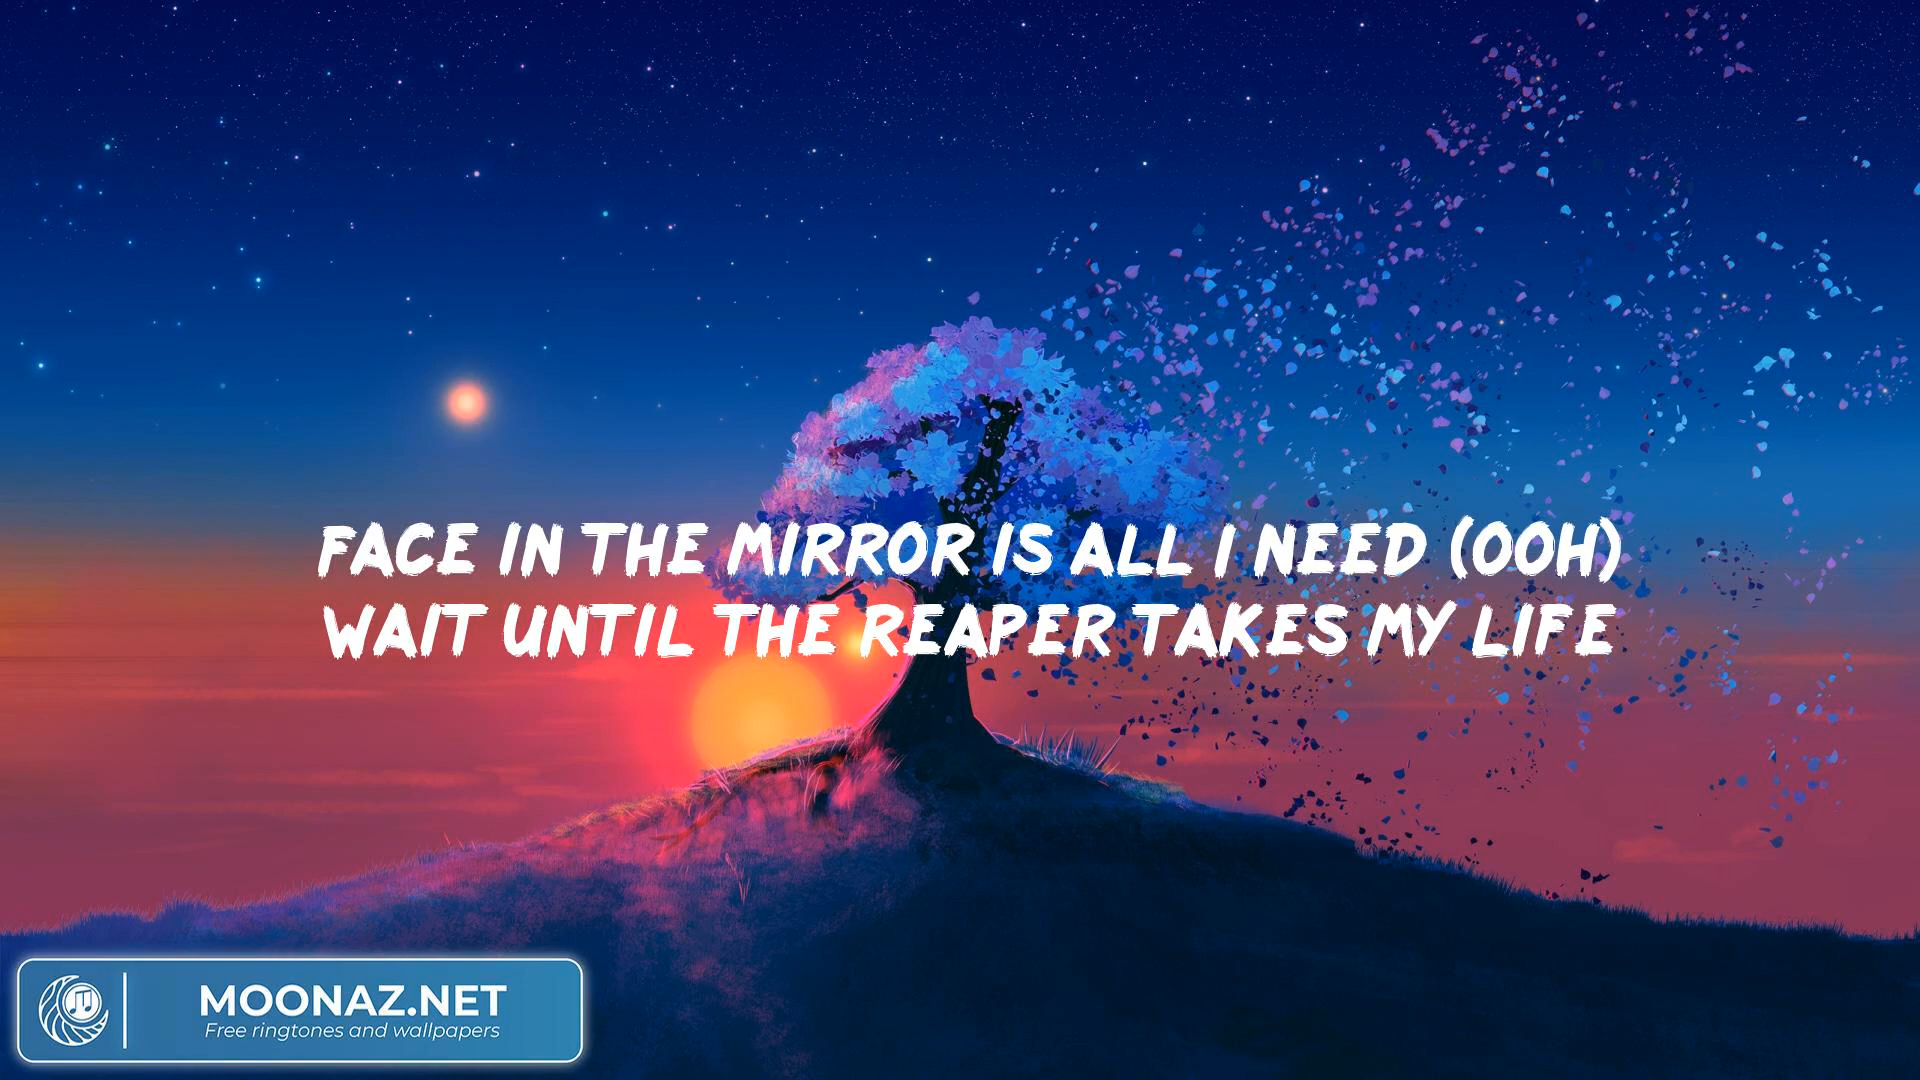 FACE IN THE MIRROR IS ALL I NEED (OOH)
WAIT UNTIL THE REAPER TAKES MY LIFE
MOONAZ.NET
Free ringtones and wallpapers